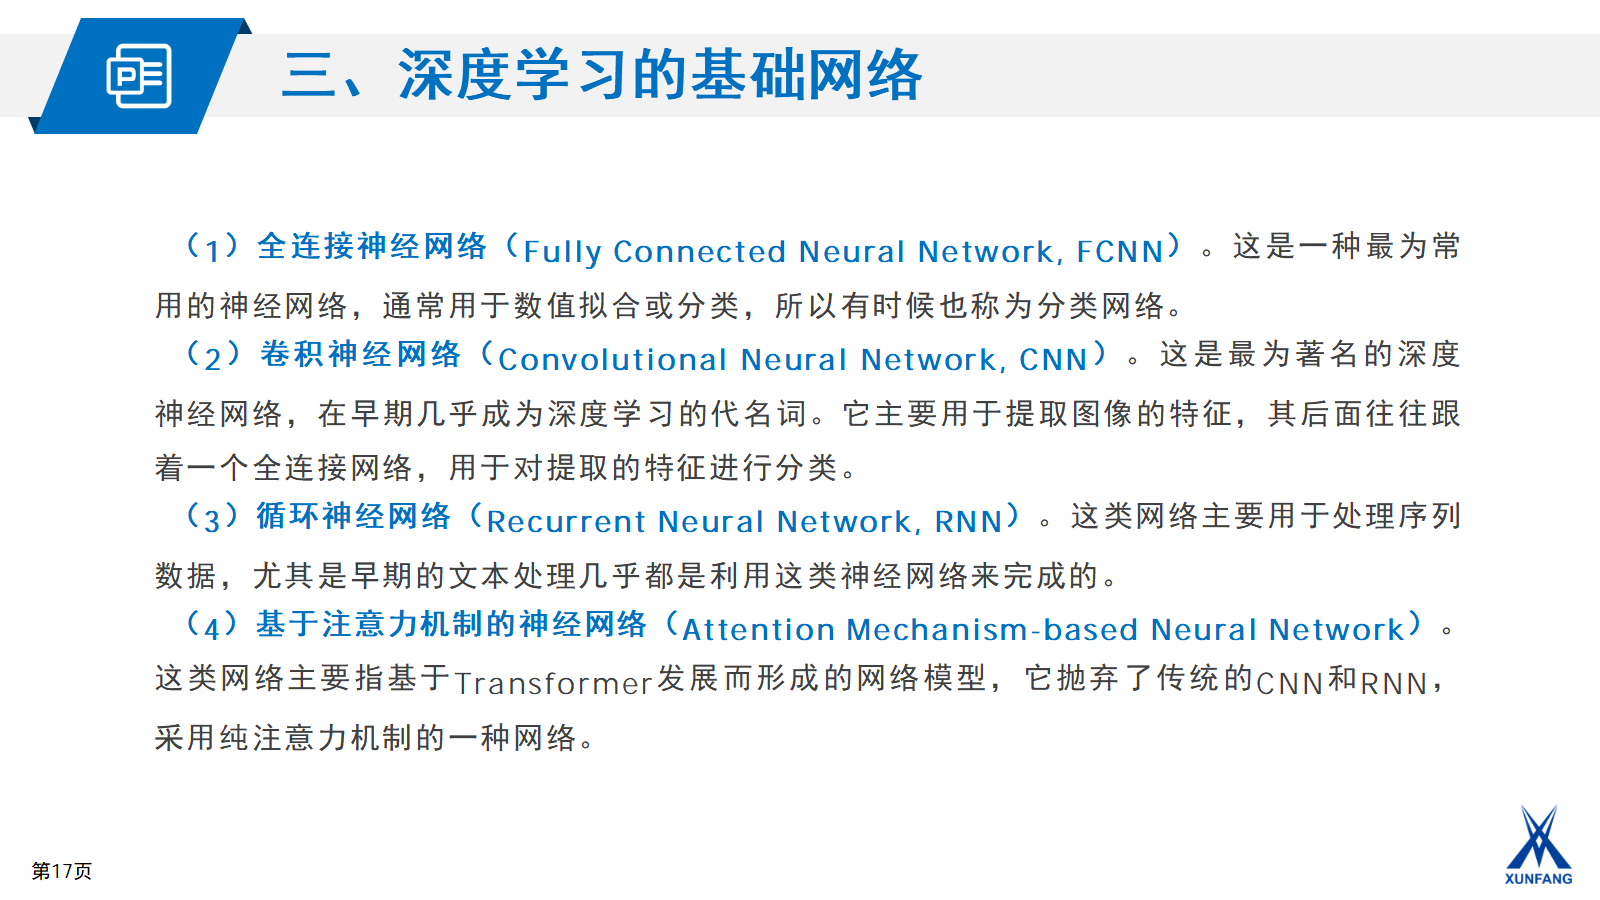 三、深度学习的基础网络
（1）全连接神经网络（Fully Connected Neural Network, FCNN）。这是一种最为常
用的神经网络，通常用于数值拟合或分类，所以有时候也称为分类网络。
（2）卷积神经网络（Convolutional Neural Network, CNN）。这是最为著名的深度
神经网络，在早期几乎成为深度学习的代名词。它主要用于提取图像的特征，其后面往往跟
着一个全连接网络，用于对提取的特征进行分类。
（3）循环神经网络（Recurrent Neural Network, RNN）。这类网络主要用于处理序列
数据，尤其是早期的文本处理几乎都是利用这类神经网络来完成的。
（4）基于注意力机制的神经网络（Attention Mechanism-based Neural Network）。
这类网络主要指基于Transformer发展而形成的网络模型，它抛弃了传统的CNN和RNN，
采用纯注意力机制的一种网络。
第17页
XUNFANG